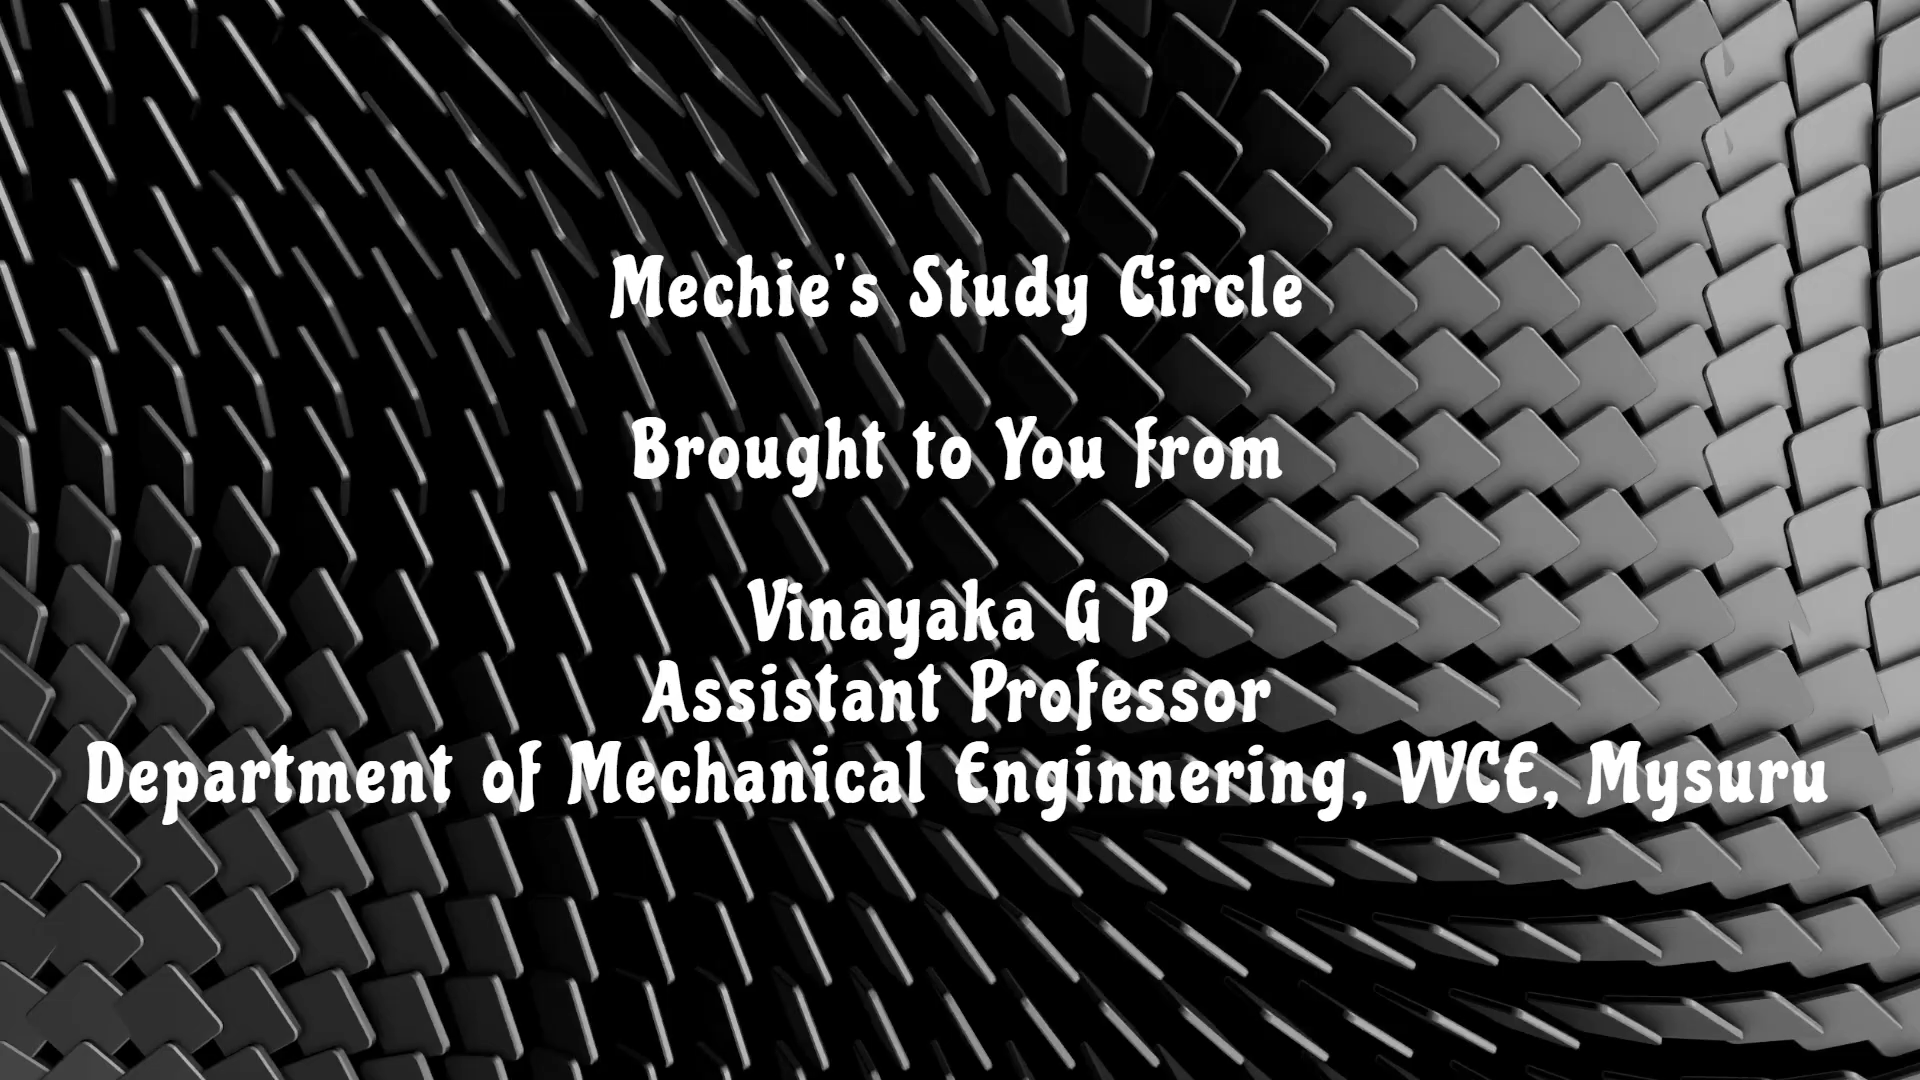 Mechie's Study Circle
Brought to You from
Vinayaka G P
Assistant Professor
Department of Mechanical Enginnering, VVCE, Mysuru